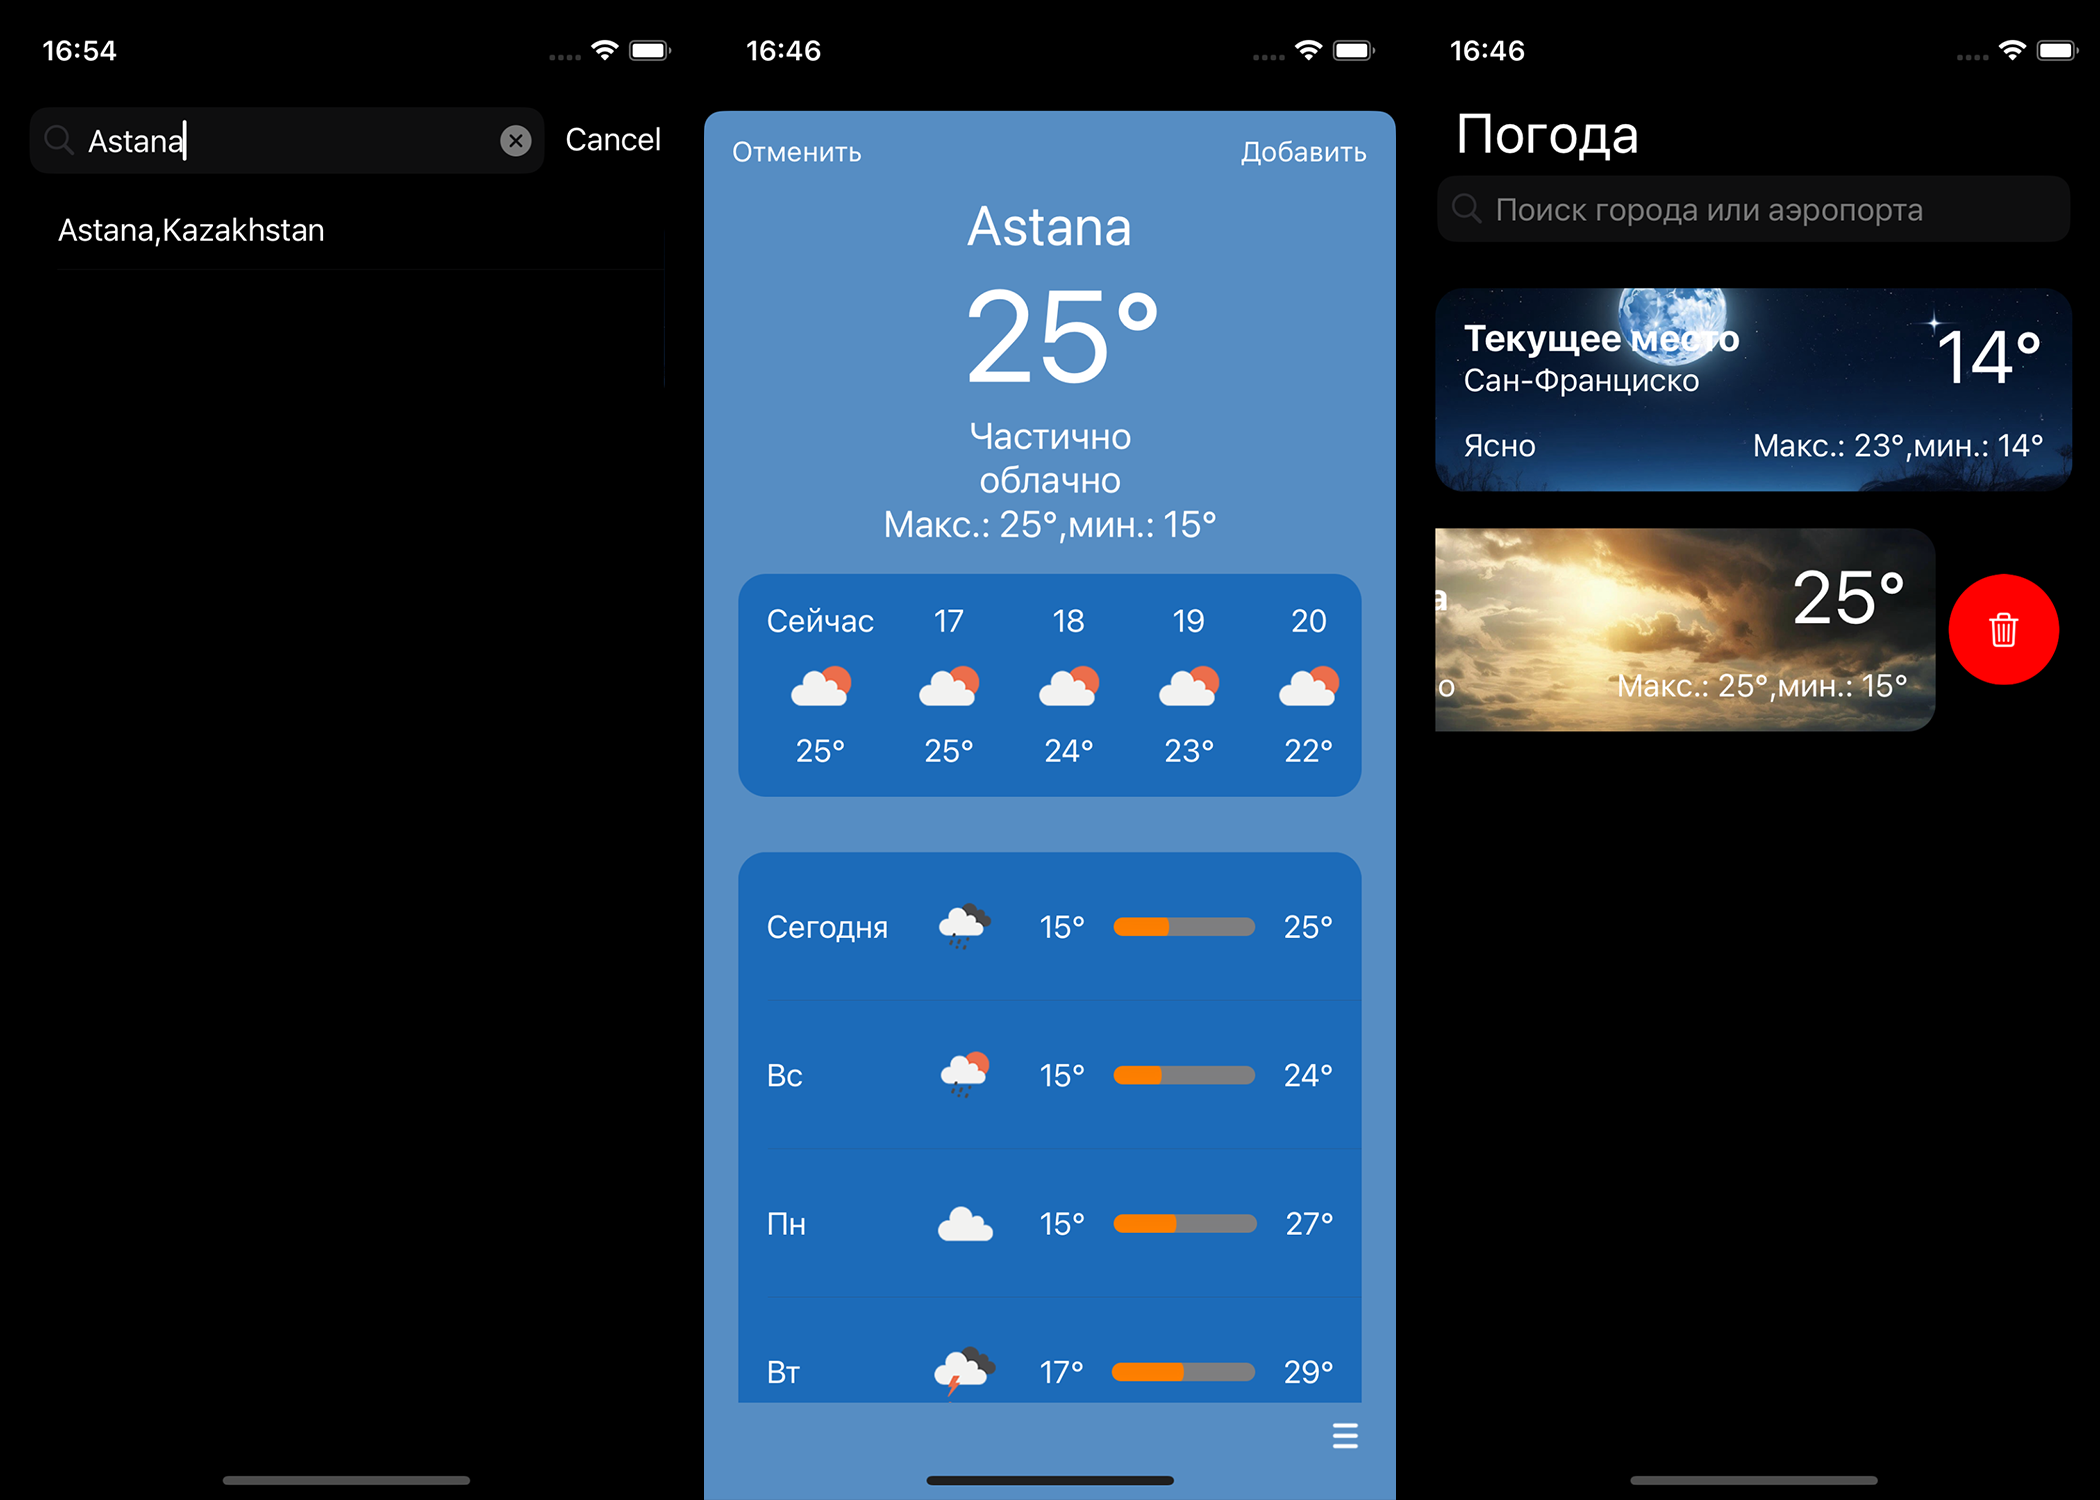 16:54
Astana
Cancel
Astana,Kazakhstan
16:46
Отменить
Добавить
Astana
25°
Частично
облачно
Макс.: 25°,мин.: 15°
Сейчас 17 18 19 20
25° 25° 24° 23° 22°
Сегодня 15° 25°
Вс 15° 24°
Пн 15° 27°
Вт 17° 29°
16:46
Погода
Поиск города или аэропорта
Текущее место
14°
Сан-Франциско
Ясно
Макс.: 23°,мин.: 14°
а
25°
о
Макс.: 25°,мин.: 15°